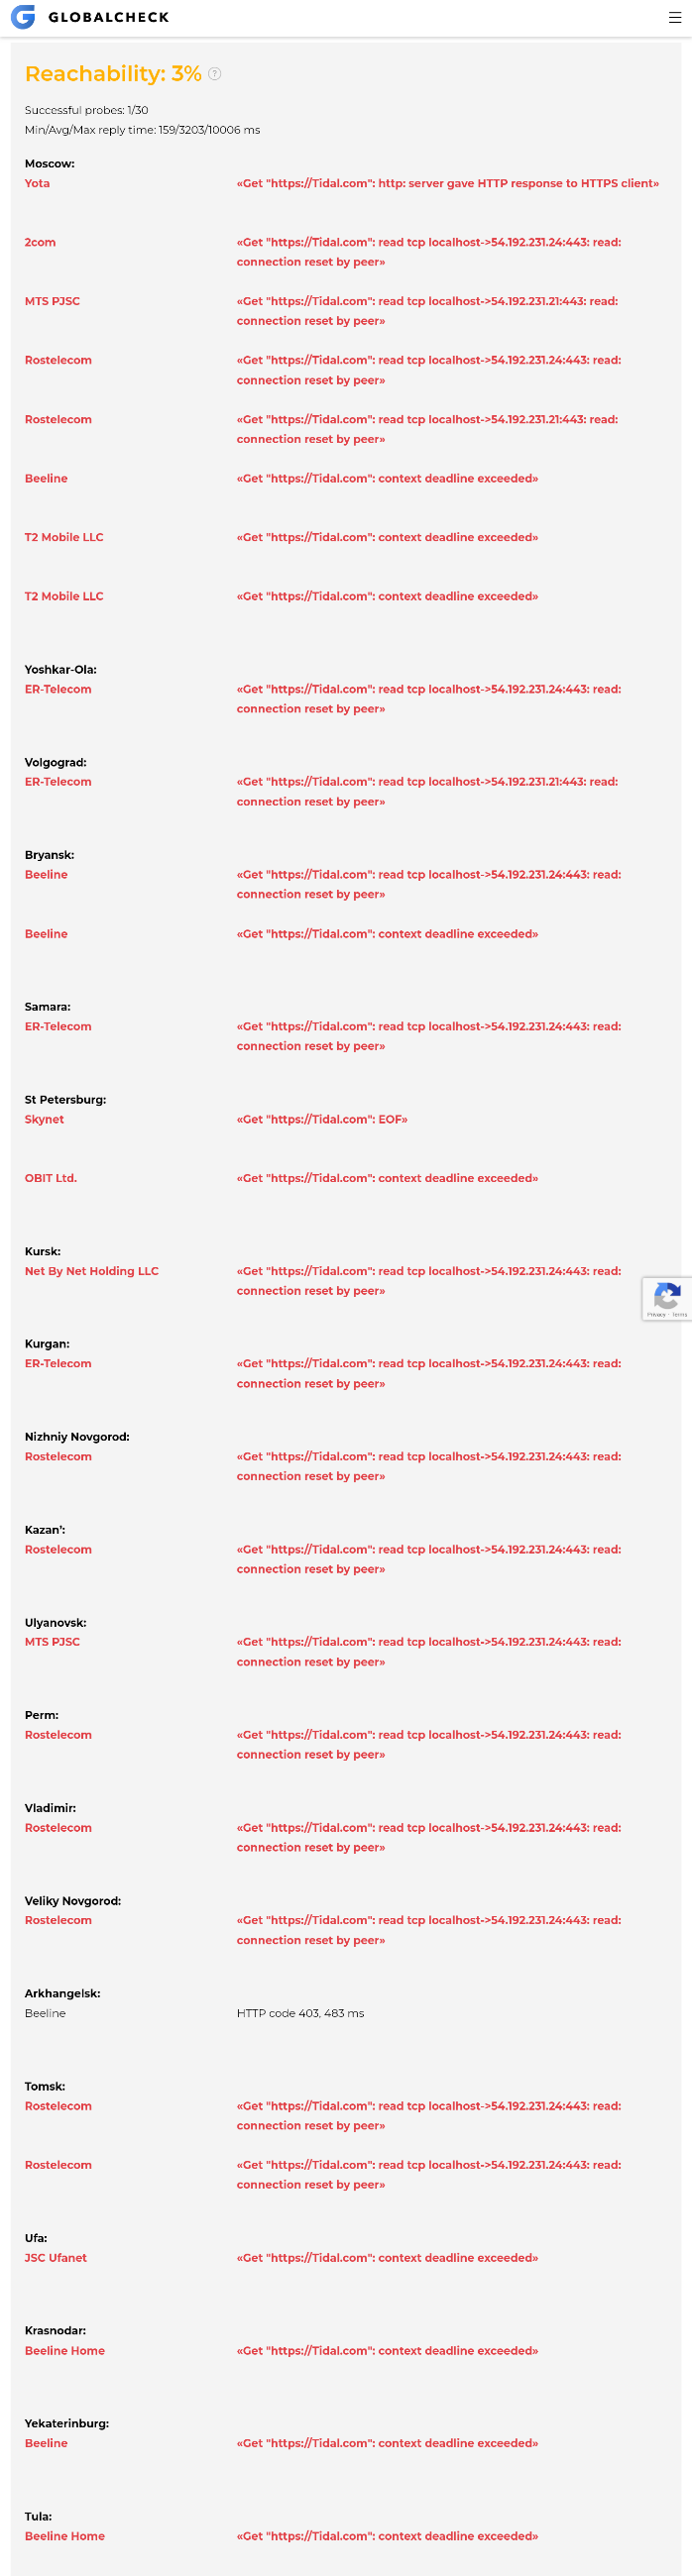 GLOBALCHECK
Reachability: 3% ?
Successful probes: 1/30
Min/Avg/Max reply time: 159/3203/10006 ms
Moscow:
Yota «Get "https://Tidal.com": http: server gave HTTP response to HTTPS client»
2com «Get "https://Tidal.com": read tcp localhost->54.192.231.24:443: read:
connection reset by peer»
MTS PJSC «Get "https://Tidal.com": read tcp localhost->54.192.231.21:443: read:
connection reset by peer»
Rostelecom «Get "https://Tidal.com": read tcp localhost->54.192.231.24:443: read:
connection reset by peer»
Rostelecom «Get "https://Tidal.com": read tcp localhost->54.192.231.21:443: read:
connection reset by peer»
Beeline «Get "https://Tidal.com": context deadline exceeded»
T2 Mobile LLC «Get "https://Tidal.com": context deadline exceeded»
T2 Mobile LLC «Get "https://Tidal.com": context deadline exceeded»
Yoshkar-Ola:
ER-Telecom «Get "https://Tidal.com": read tcp localhost->54.192.231.24:443: read:
connection reset by peer»
Volgograd:
ER-Telecom «Get "https://Tidal.com": read tcp localhost->54.192.231.21:443: read:
connection reset by peer»
Bryansk:
Beeline «Get "https://Tidal.com": read tcp localhost->54.192.231.24:443: read:
connection reset by peer»
Beeline «Get "https://Tidal.com": context deadline exceeded»
Samara:
ER-Telecom «Get "https://Tidal.com": read tcp localhost->54.192.231.24:443: read:
connection reset by peer»
St Petersburg:
Skynet «Get "https://Tidal.com": EOF»
OBIT Ltd. «Get "https://Tidal.com": context deadline exceeded»
Kursk:
Net By Net Holding LLC «Get "https://Tidal.com": read tcp localhost->54.192.231.24:443: read:
connection reset by peer»
Privacy - Terms
Kurgan:
ER-Telecom «Get "https://Tidal.com": read tcp localhost->54.192.231.24:443: read:
connection reset by peer»
Nizhniy Novgorod:
Rostelecom «Get "https://Tidal.com": read tcp localhost->54.192.231.24:443: read:
connection reset by peer»
Kazan’:
Rostelecom «Get "https://Tidal.com": read tcp localhost->54.192.231.24:443: read:
connection reset by peer»
Ulyanovsk:
MTS PJSC «Get "https://Tidal.com": read tcp localhost->54.192.231.24:443: read:
connection reset by peer»
Perm:
Rostelecom «Get "https://Tidal.com": read tcp localhost->54.192.231.24:443: read:
connection reset by peer»
Vladimir:
Rostelecom «Get "https://Tidal.com": read tcp localhost->54.192.231.24:443: read:
connection reset by peer»
Veliky Novgorod:
Rostelecom «Get "https://Tidal.com": read tcp localhost->54.192.231.24:443: read:
connection reset by peer»
Arkhangelsk:
Beeline HTTP code 403, 483 ms
Tomsk:
Rostelecom «Get "https://Tidal.com": read tcp localhost->54.192.231.24:443: read:
connection reset by peer»
Rostelecom «Get "https://Tidal.com": read tcp localhost->54.192.231.24:443: read:
connection reset by peer»
Ufa:
JSC Ufanet «Get "https://Tidal.com": context deadline exceeded»
Krasnodar:
Beeline Home «Get "https://Tidal.com": context deadline exceeded»
Yekaterinburg:
Beeline «Get "https://Tidal.com": context deadline exceeded»
Tula:
Beeline Home «Get "https://Tidal.com": context deadline exceeded»